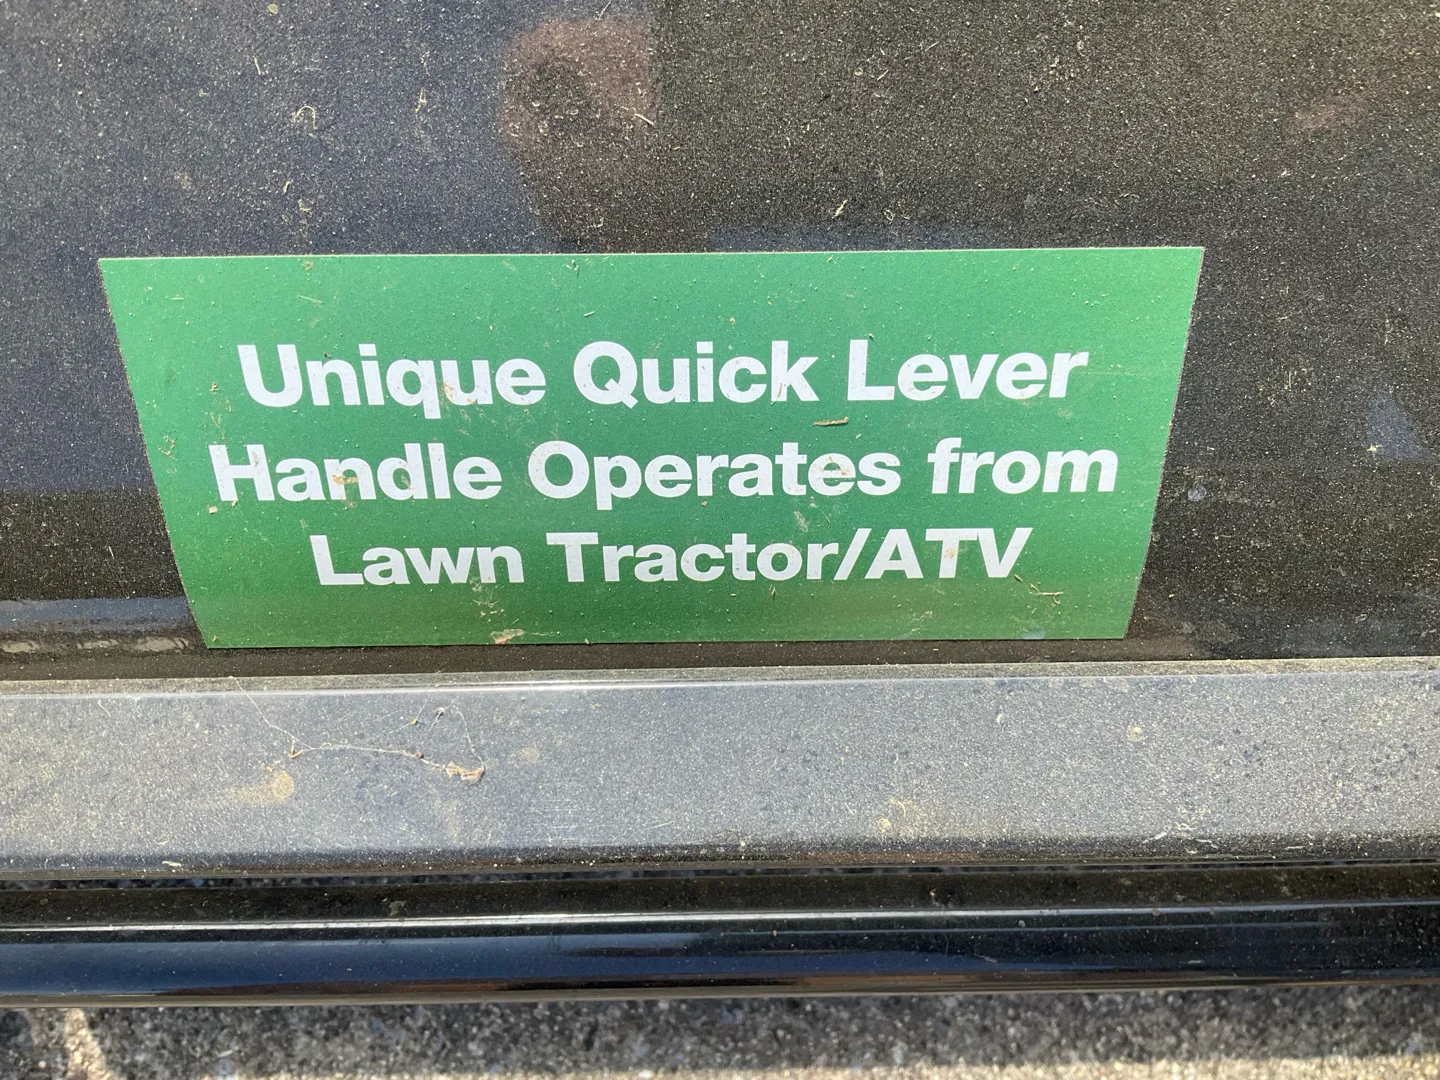 Unique Quick Lever
Handle Operates from
Lawn Tractor/ATV